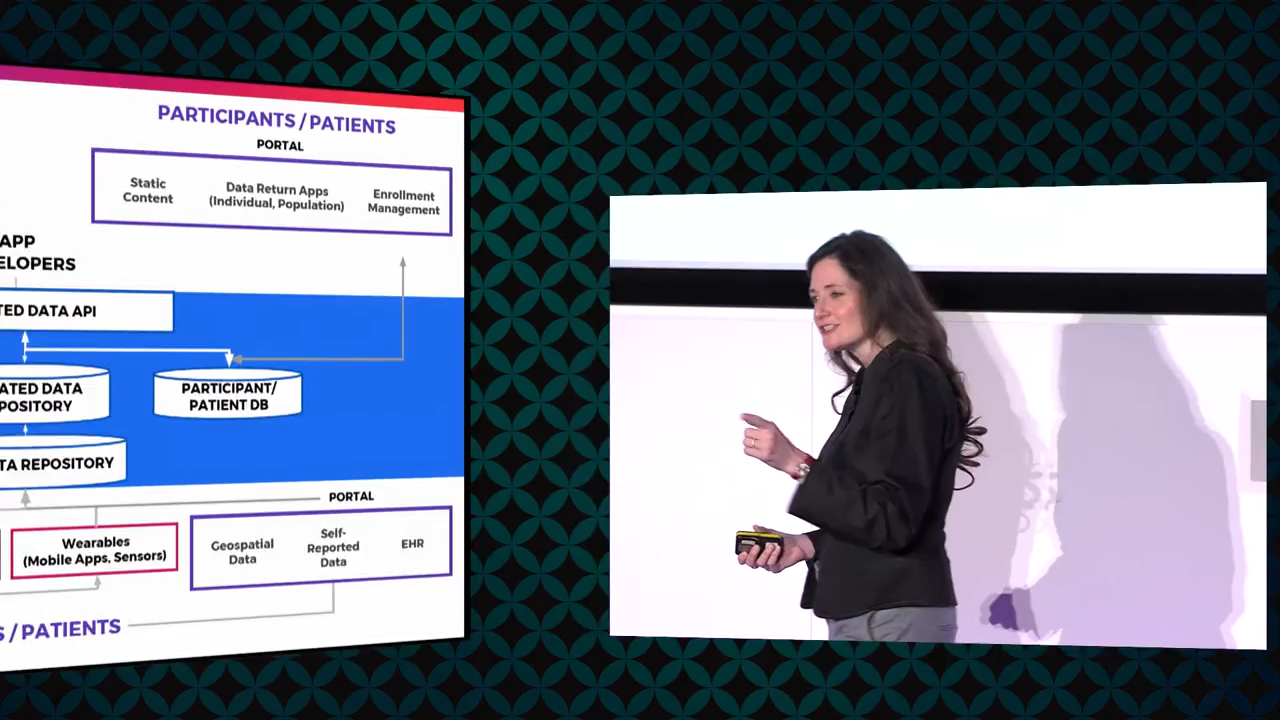 PARTICIPANTS / PATIENTS
PORTAL
Static
Content
Data Return Apps
(Individual, Population)
Enrollment
Management
APP
ELOPERS
TED DATA API
ATED DATA
POSITORY
PARTICIPANT/
PATIENT DB
TA REPOSITORY
PORTAL
Wearables
(Mobile Apps, Sensors)
Geospatial
Data
Self-
Reported
Data
EHR
S / PATIENTS